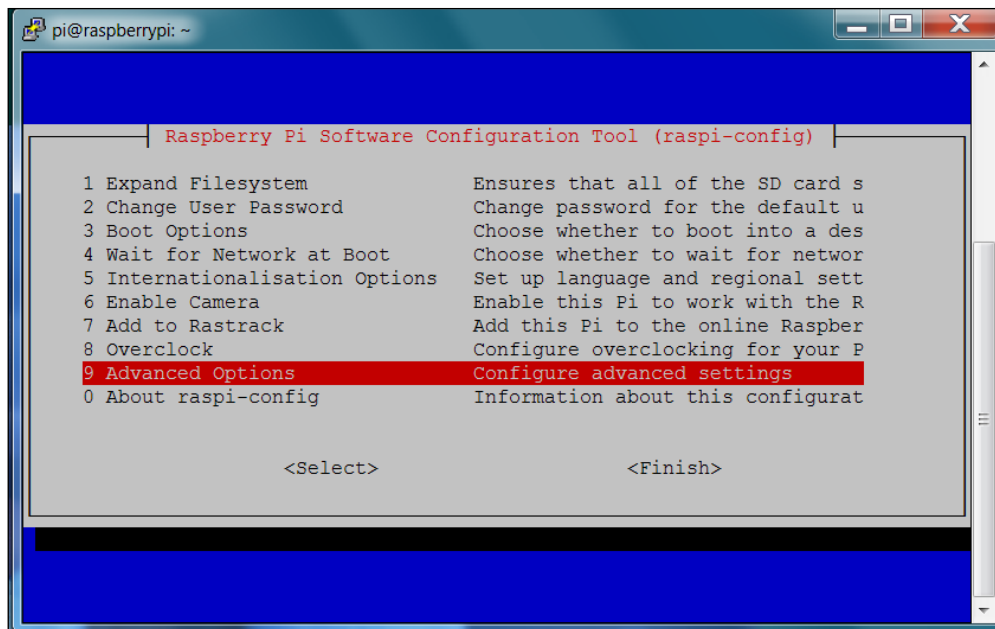 pi@raspberrypi: ~
Raspberry Pi Software Configuration Tool (raspi-config)
1 Expand Filesystem Ensures that all of the SD card s
2 Change User Password Change password for the default u
3 Boot Options Choose whether to boot into a des
4 Wait for Network at Boot Choose whether to wait for networ
5 Internationalisation Options Set up language and regional sett
6 Enable Camera Enable this Pi to work with the R
7 Add to Rastrack Add this Pi to the online Raspber
8 Overclock Configure overclocking for your P
9 Advanced Options Configure advanced settings
0 About raspi-config Information about this configurat
<Select> <Finish>